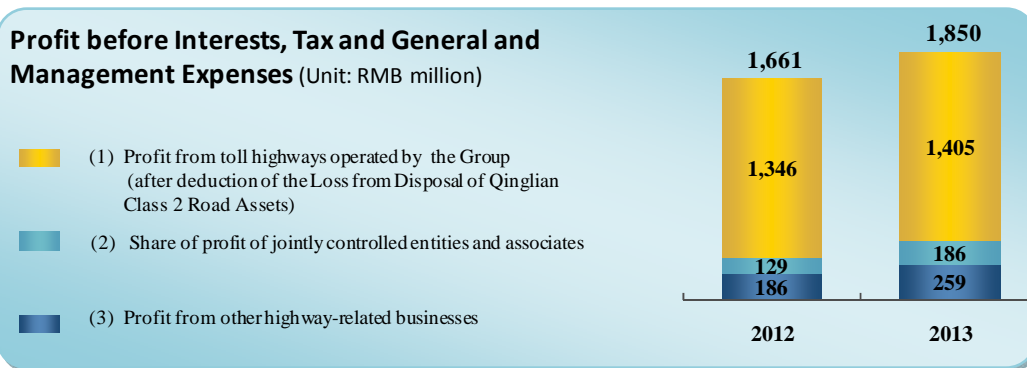 Profit before Interests, Tax and General and
Management Expenses (Unit: RMB million)
(1) Profit from toll highways operated by the Group
(after deduction of the Loss from Disposal of Qinglian
Class 2 Road Assets)
(2) Share of profit of jointly controlled entities and associates
(3) Profit from other highway-related businesses
1,661
1,346
129
186
2012
1,850
1,405
186
259
2013